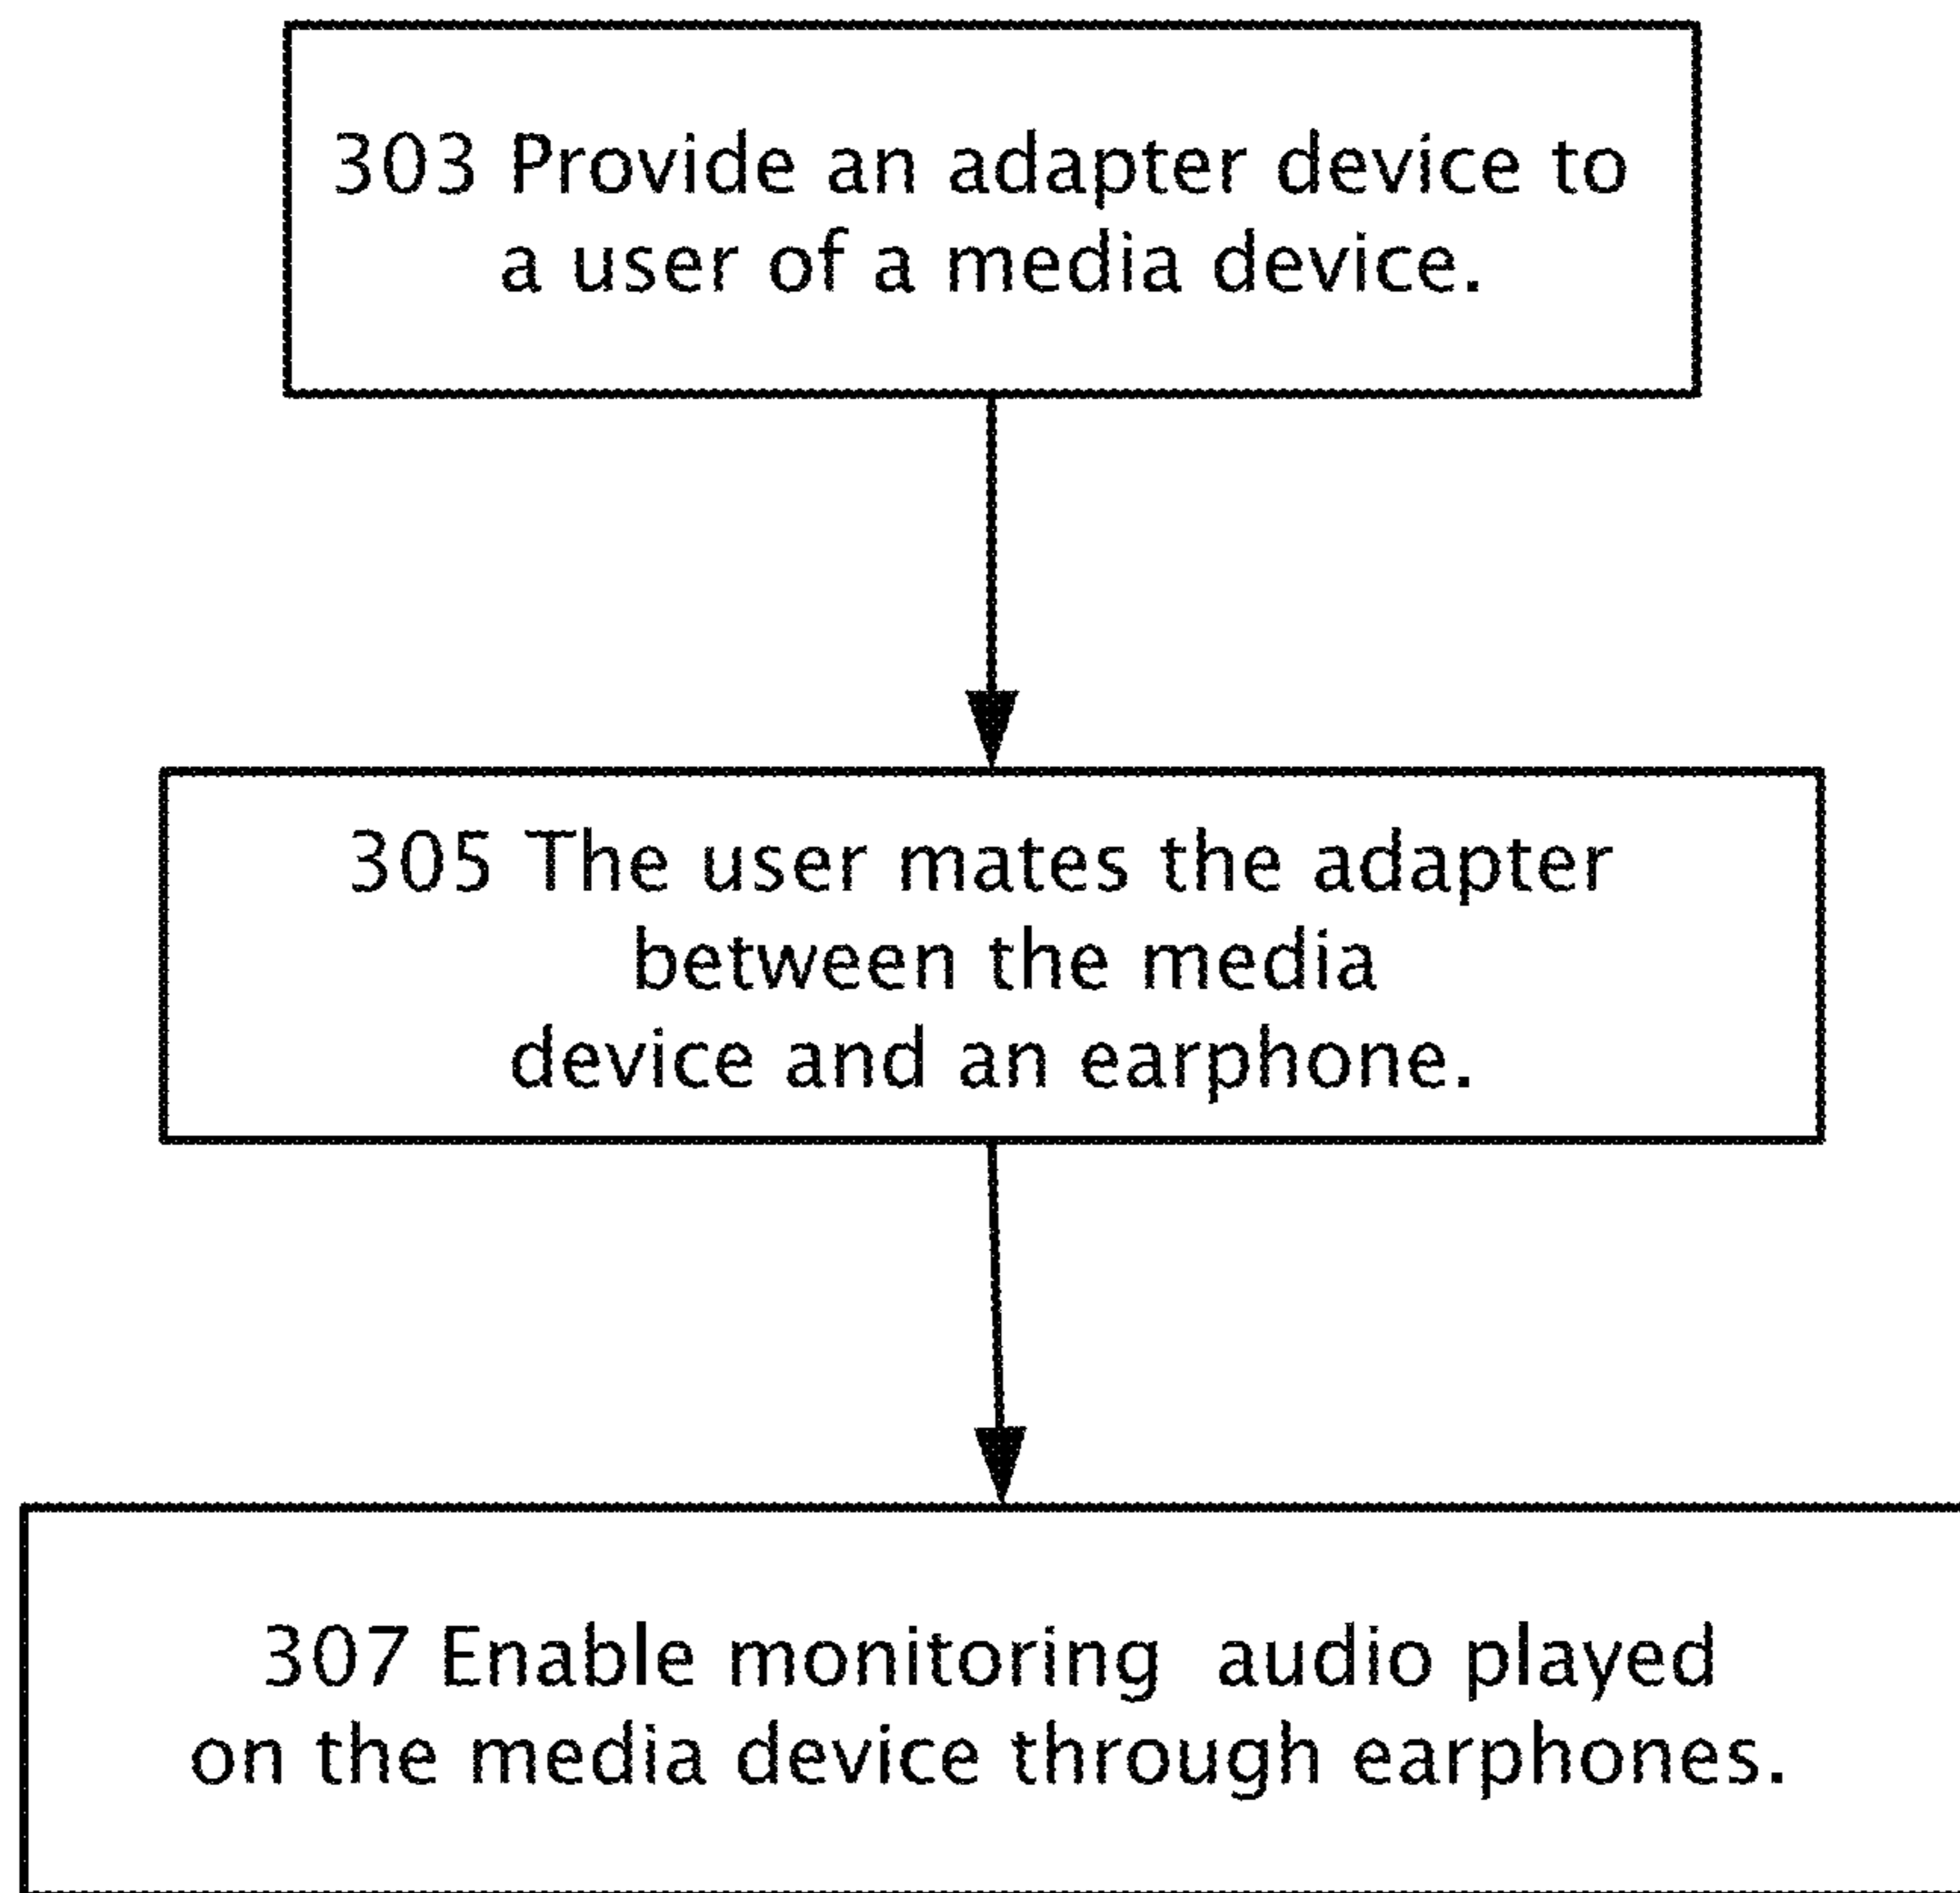 303 Provide an adapter device to
a user of a media device.
305 The user mates the adapter
between the media
device and an earphone.
307 Enable monitoring  audio played
on the media device through earphones.